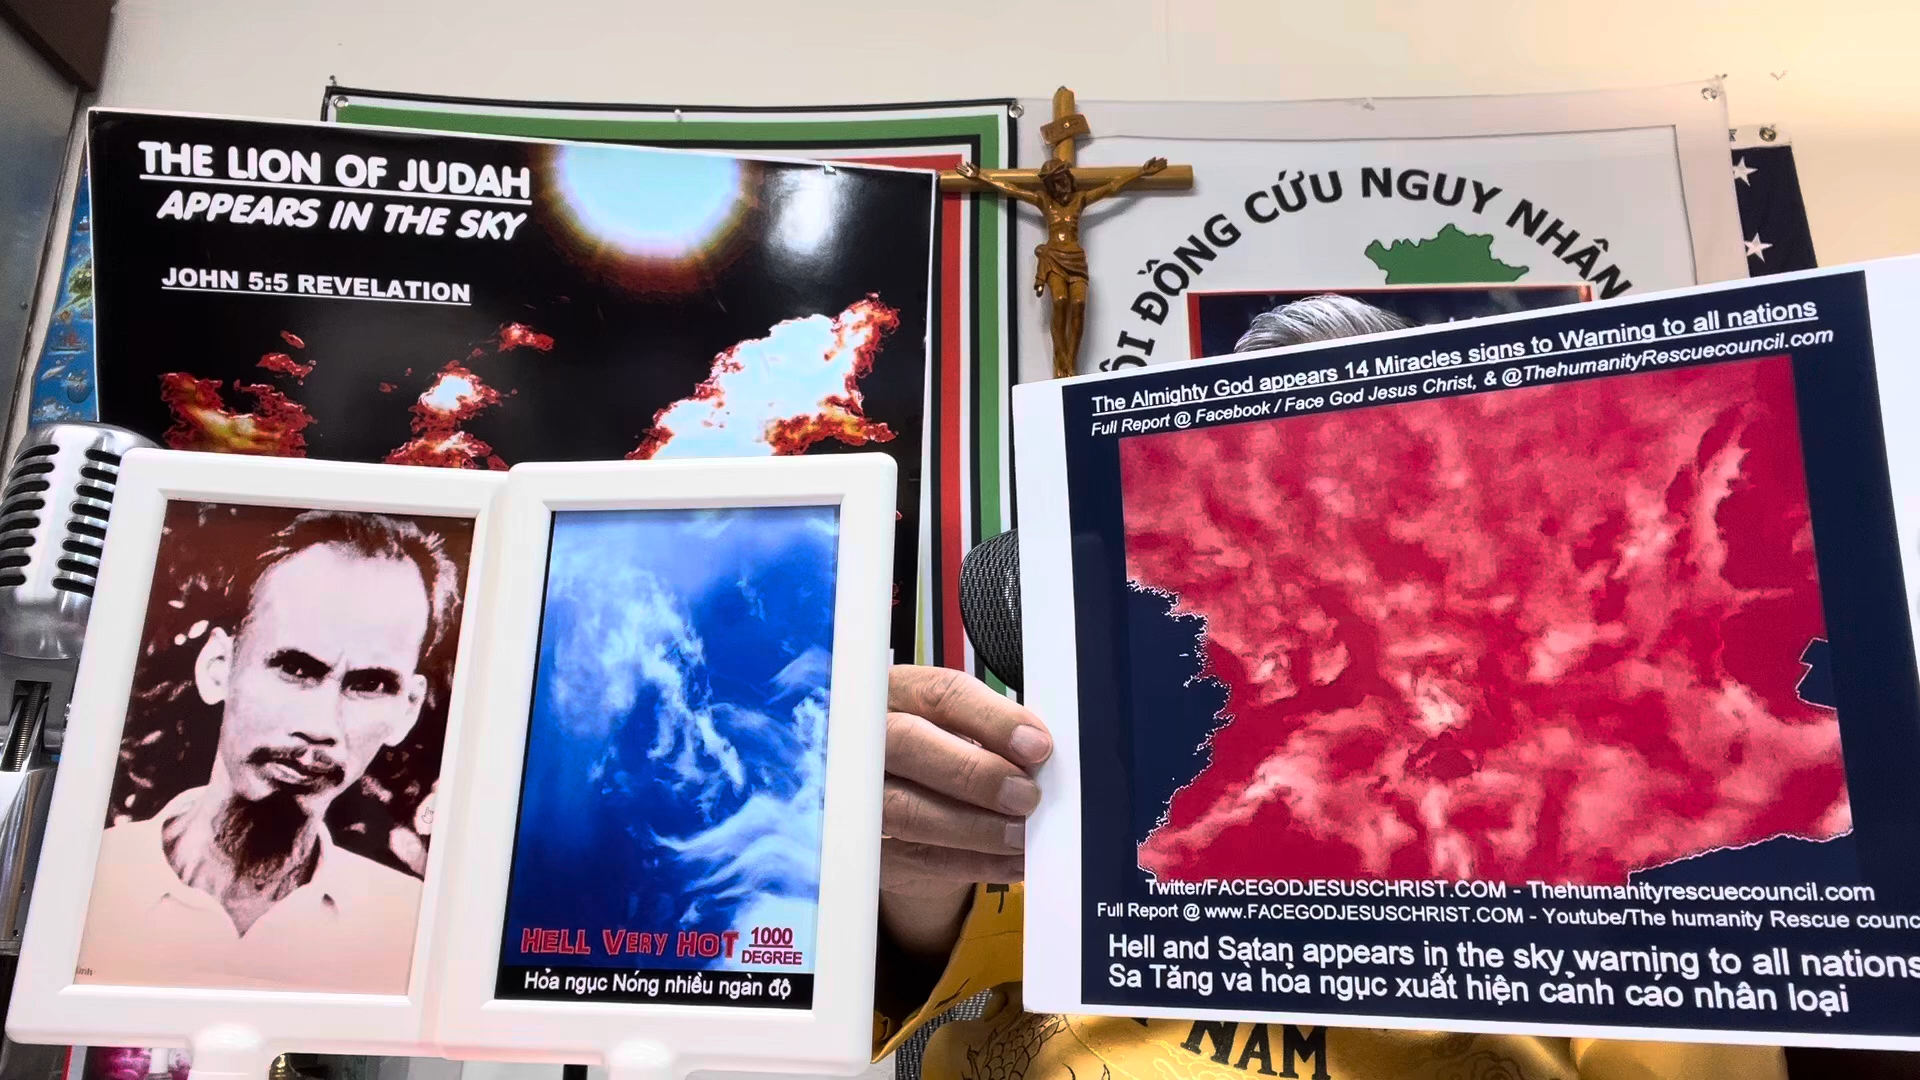 THE LION OF JUDAH
APPEARS IN THE SKY
JOHN 5:5 REVELATION
ĐỒNG CỨU NGUY NHÂN
The Almighty God appears 14 Miracles signs to Warning to all nations
Full Report @ Facebook / Face God Jesus Christ, & @ThehumanityRescuecouncil.com
Twitter/FACEGODJESUSCHRIST.COM - Thehumanityrescuecouncil.com
Full Report @ www.FACEGODJESUSCHRIST.COM - Youtube/The humanity Rescue counc
Hell and Satan appears in the sky warning to all nations
Sa Tăng và hỏa ngục xuất hiện cảnh cáo nhân loại
HELL VERY HOT 1000 DEGREE
Hỏa ngục Nóng nhiều ngàn độ
NAM